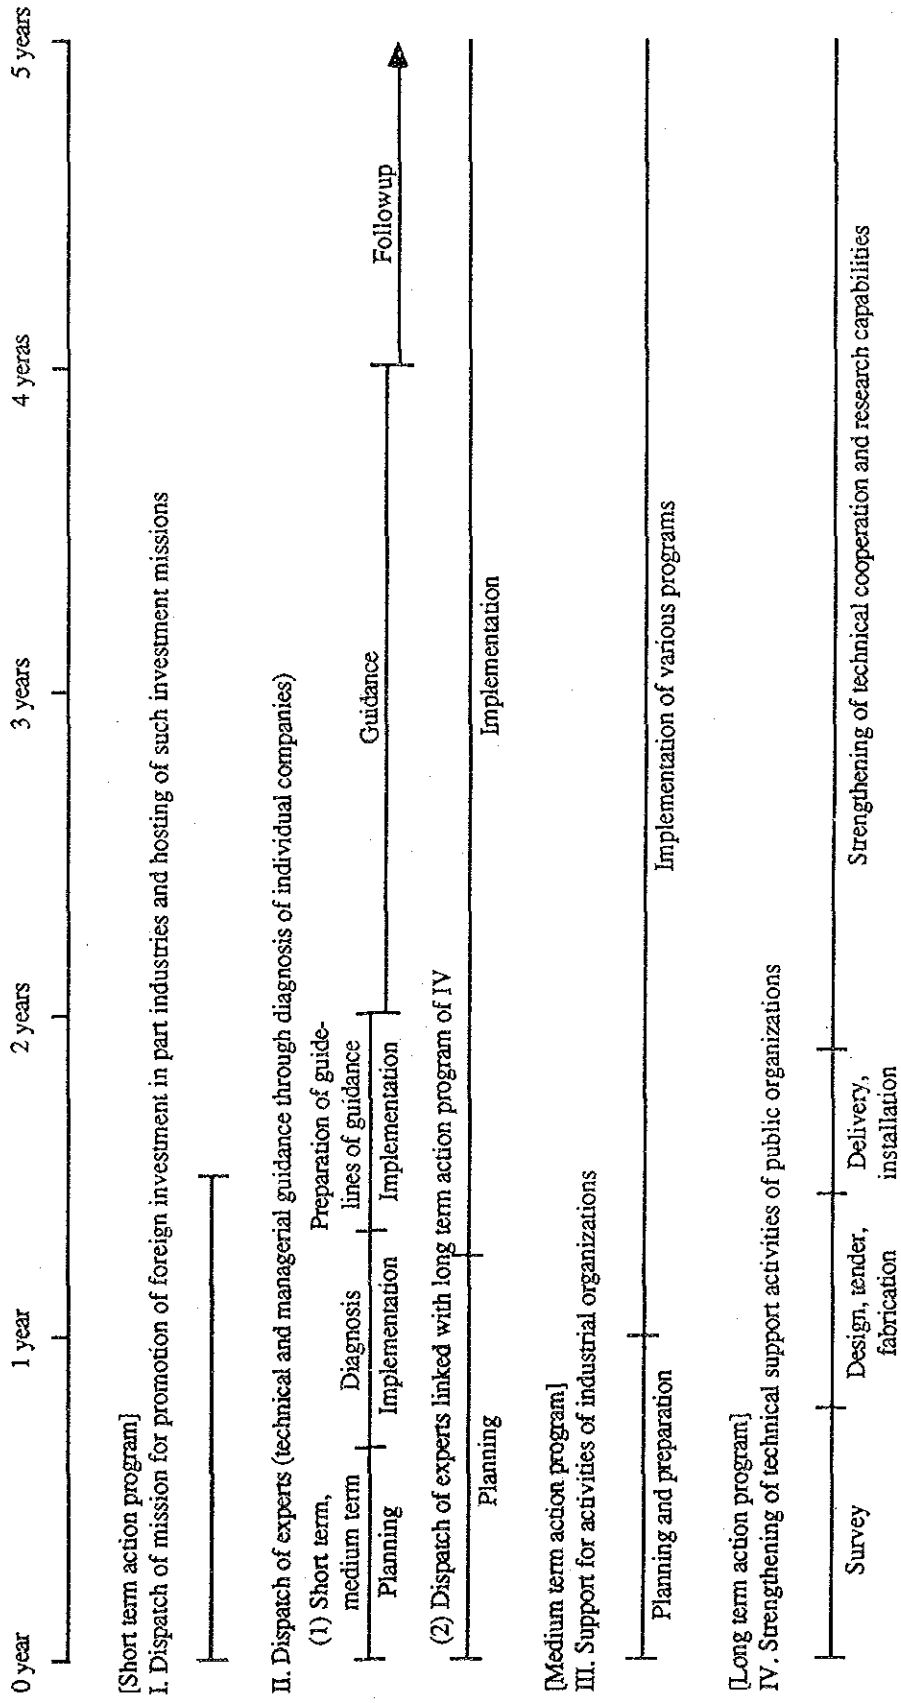 0 year 1 year 2 years 3 years 4 yeras 5 years
[Short term action program]
I. Dispatch of mission for promotion of foreign investment in part industries and hosting of such investment missions
II. Dispatch of experts (technical and managerial guidance through diagnosis of individual companies)
(1) Short term,
medium term
Planning
Diagnosis
Implementation
Preparation of guide-
lines of guidance
Implementation
Guidance
Followup
(2) Dispatch of experts linked with long term action program of IV
Planning
Implementation
[Medium term action program]
III. Support for activities of industrial organizations
Planning and preparation
Implementation of various programs
[Long term action program]
IV. Strengthening of technical support activities of public organizations
Survey
Design, tender,
fabrication
Delivery,
installation
Strengthening of technical cooperation and research capabilities